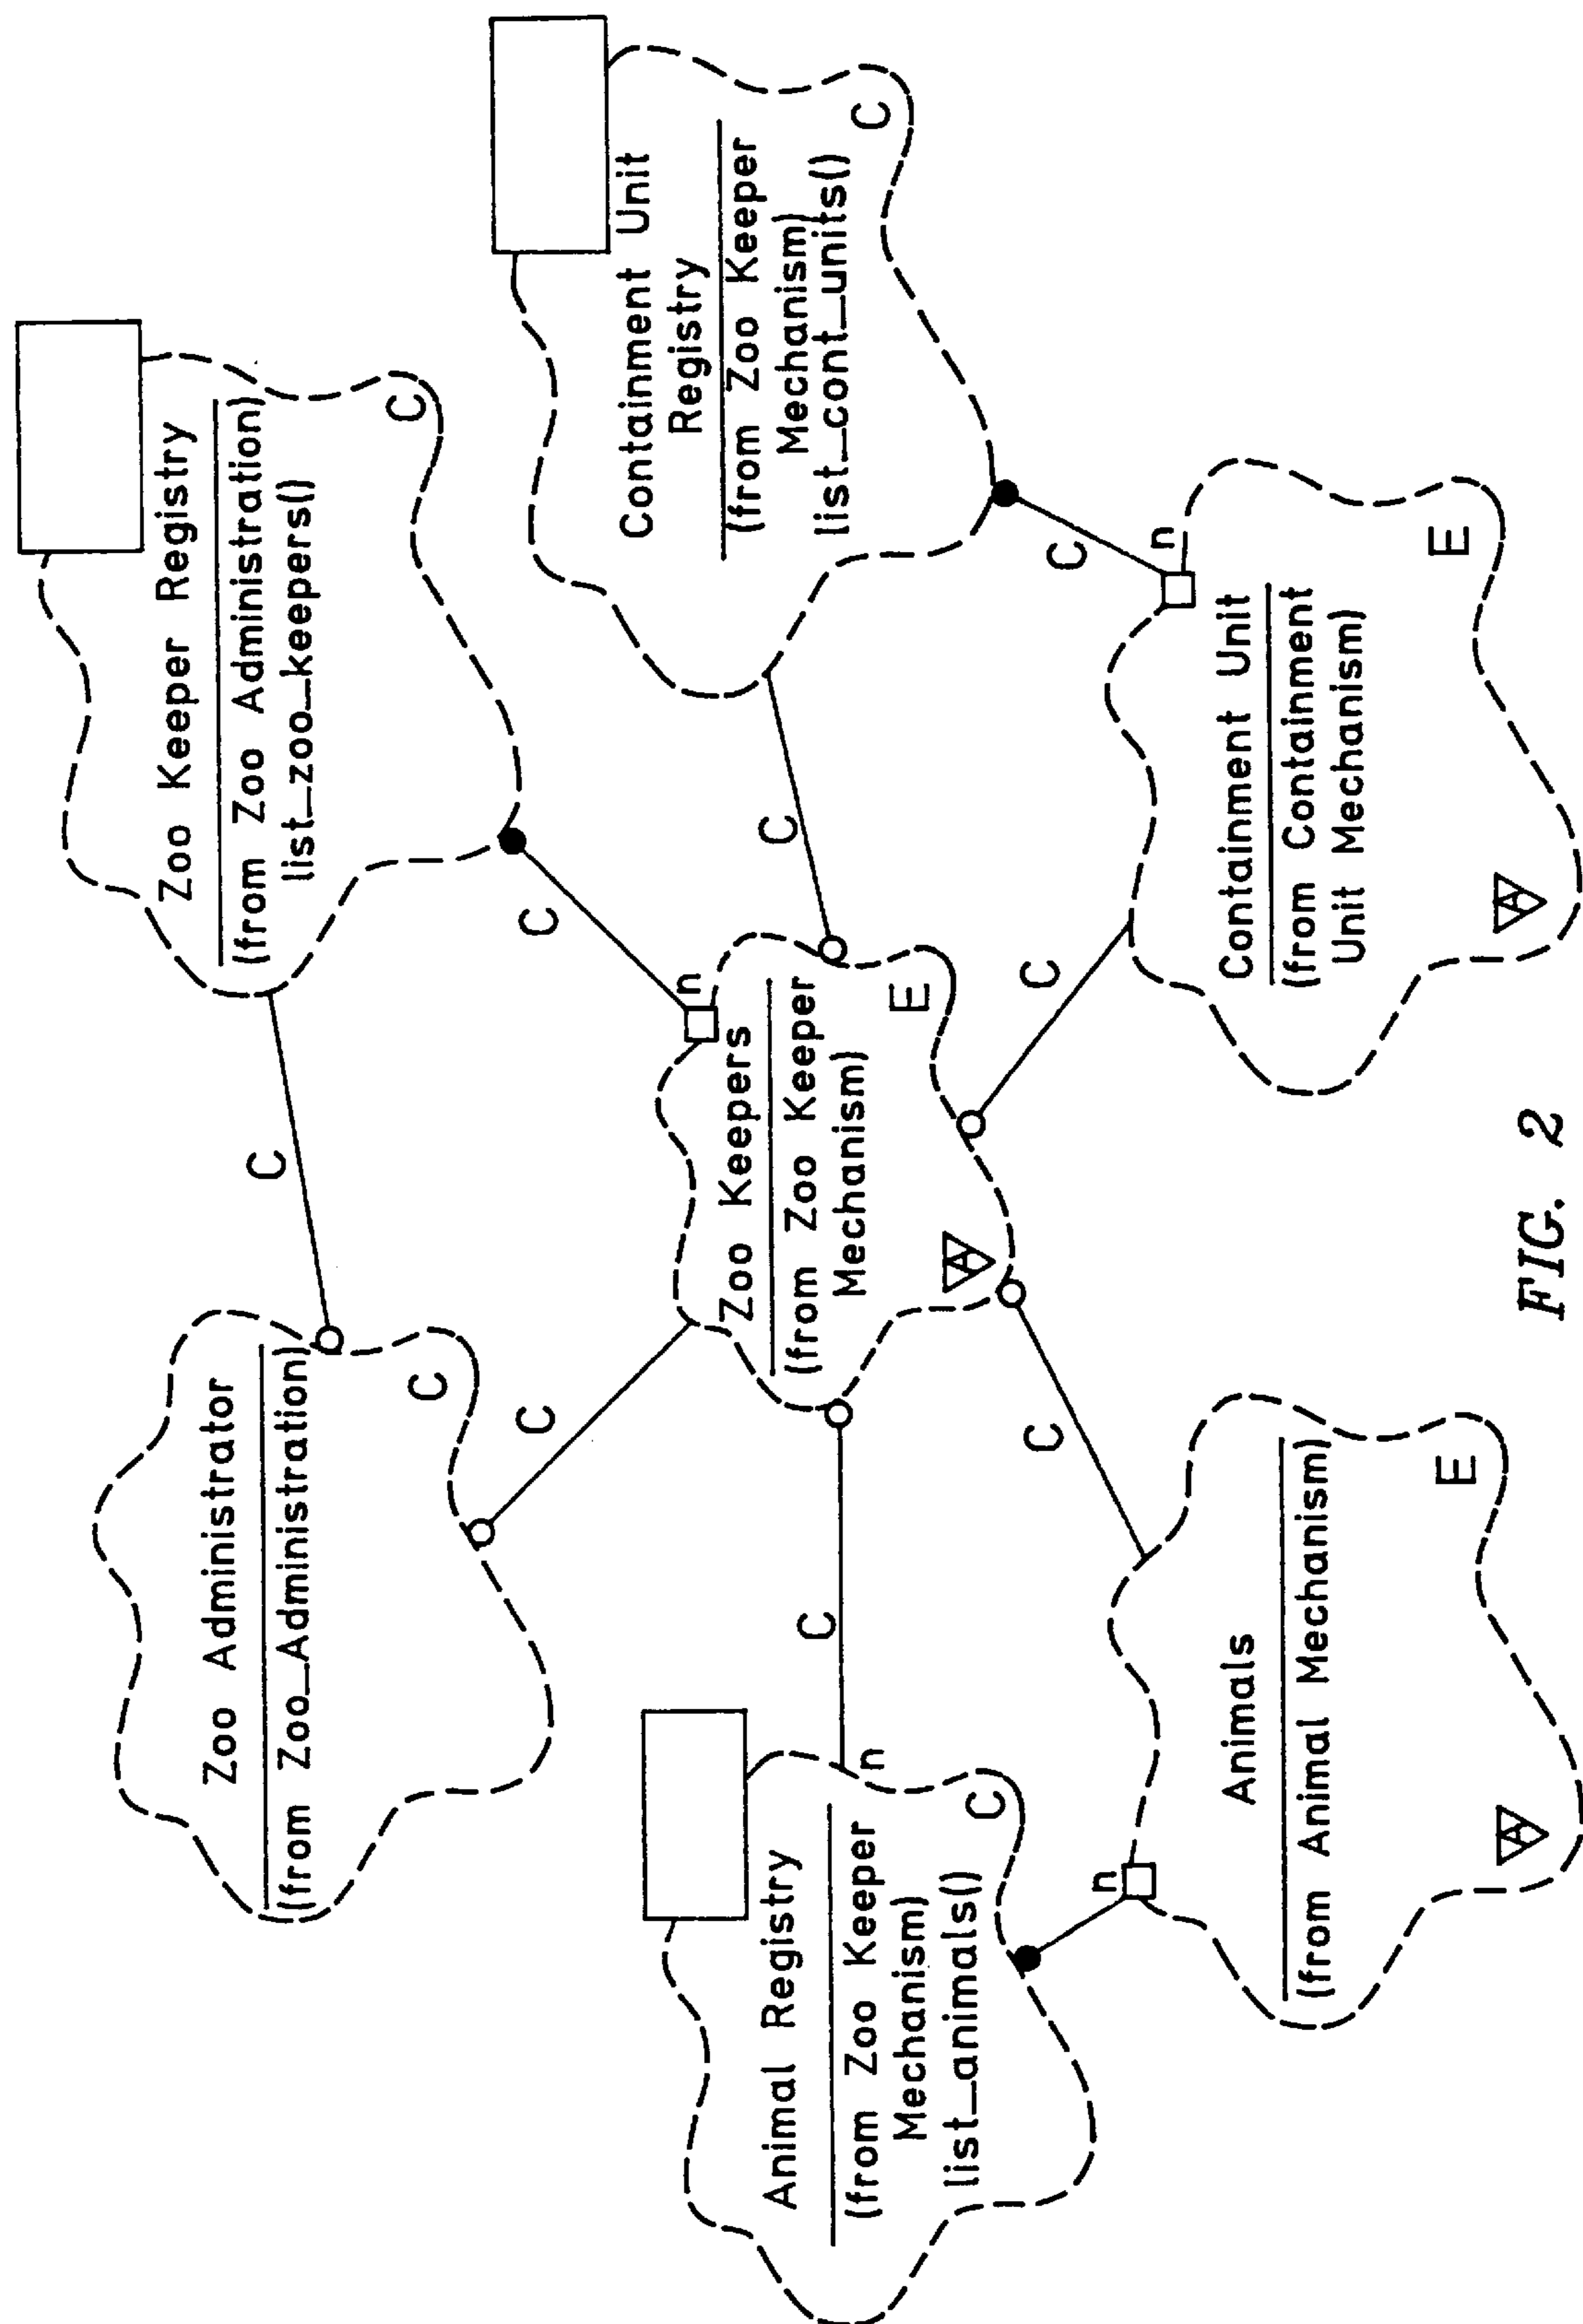 Zoo Administrator
(from Zoo_Administration)
C
C
Zoo Keeper Registry
(from Zoo Administration)
list_zoo_keepers()
C
C
C
Animal Registry
(from Zoo Keeper
Mechanism)
list_animals()
C
n
C
Zoo Keepers
(from Zoo Keeper
Mechanism)
n
E
A
C
Containment Unit
Registry
(from Zoo Keeper
Mechanism)
list_cont_units()
C
C
C
C
n
n
Animals
(from Animal Mechanism)
E
A
Containment Unit
(from Containment
Unit Mechanism)
E
A
FIG. 2